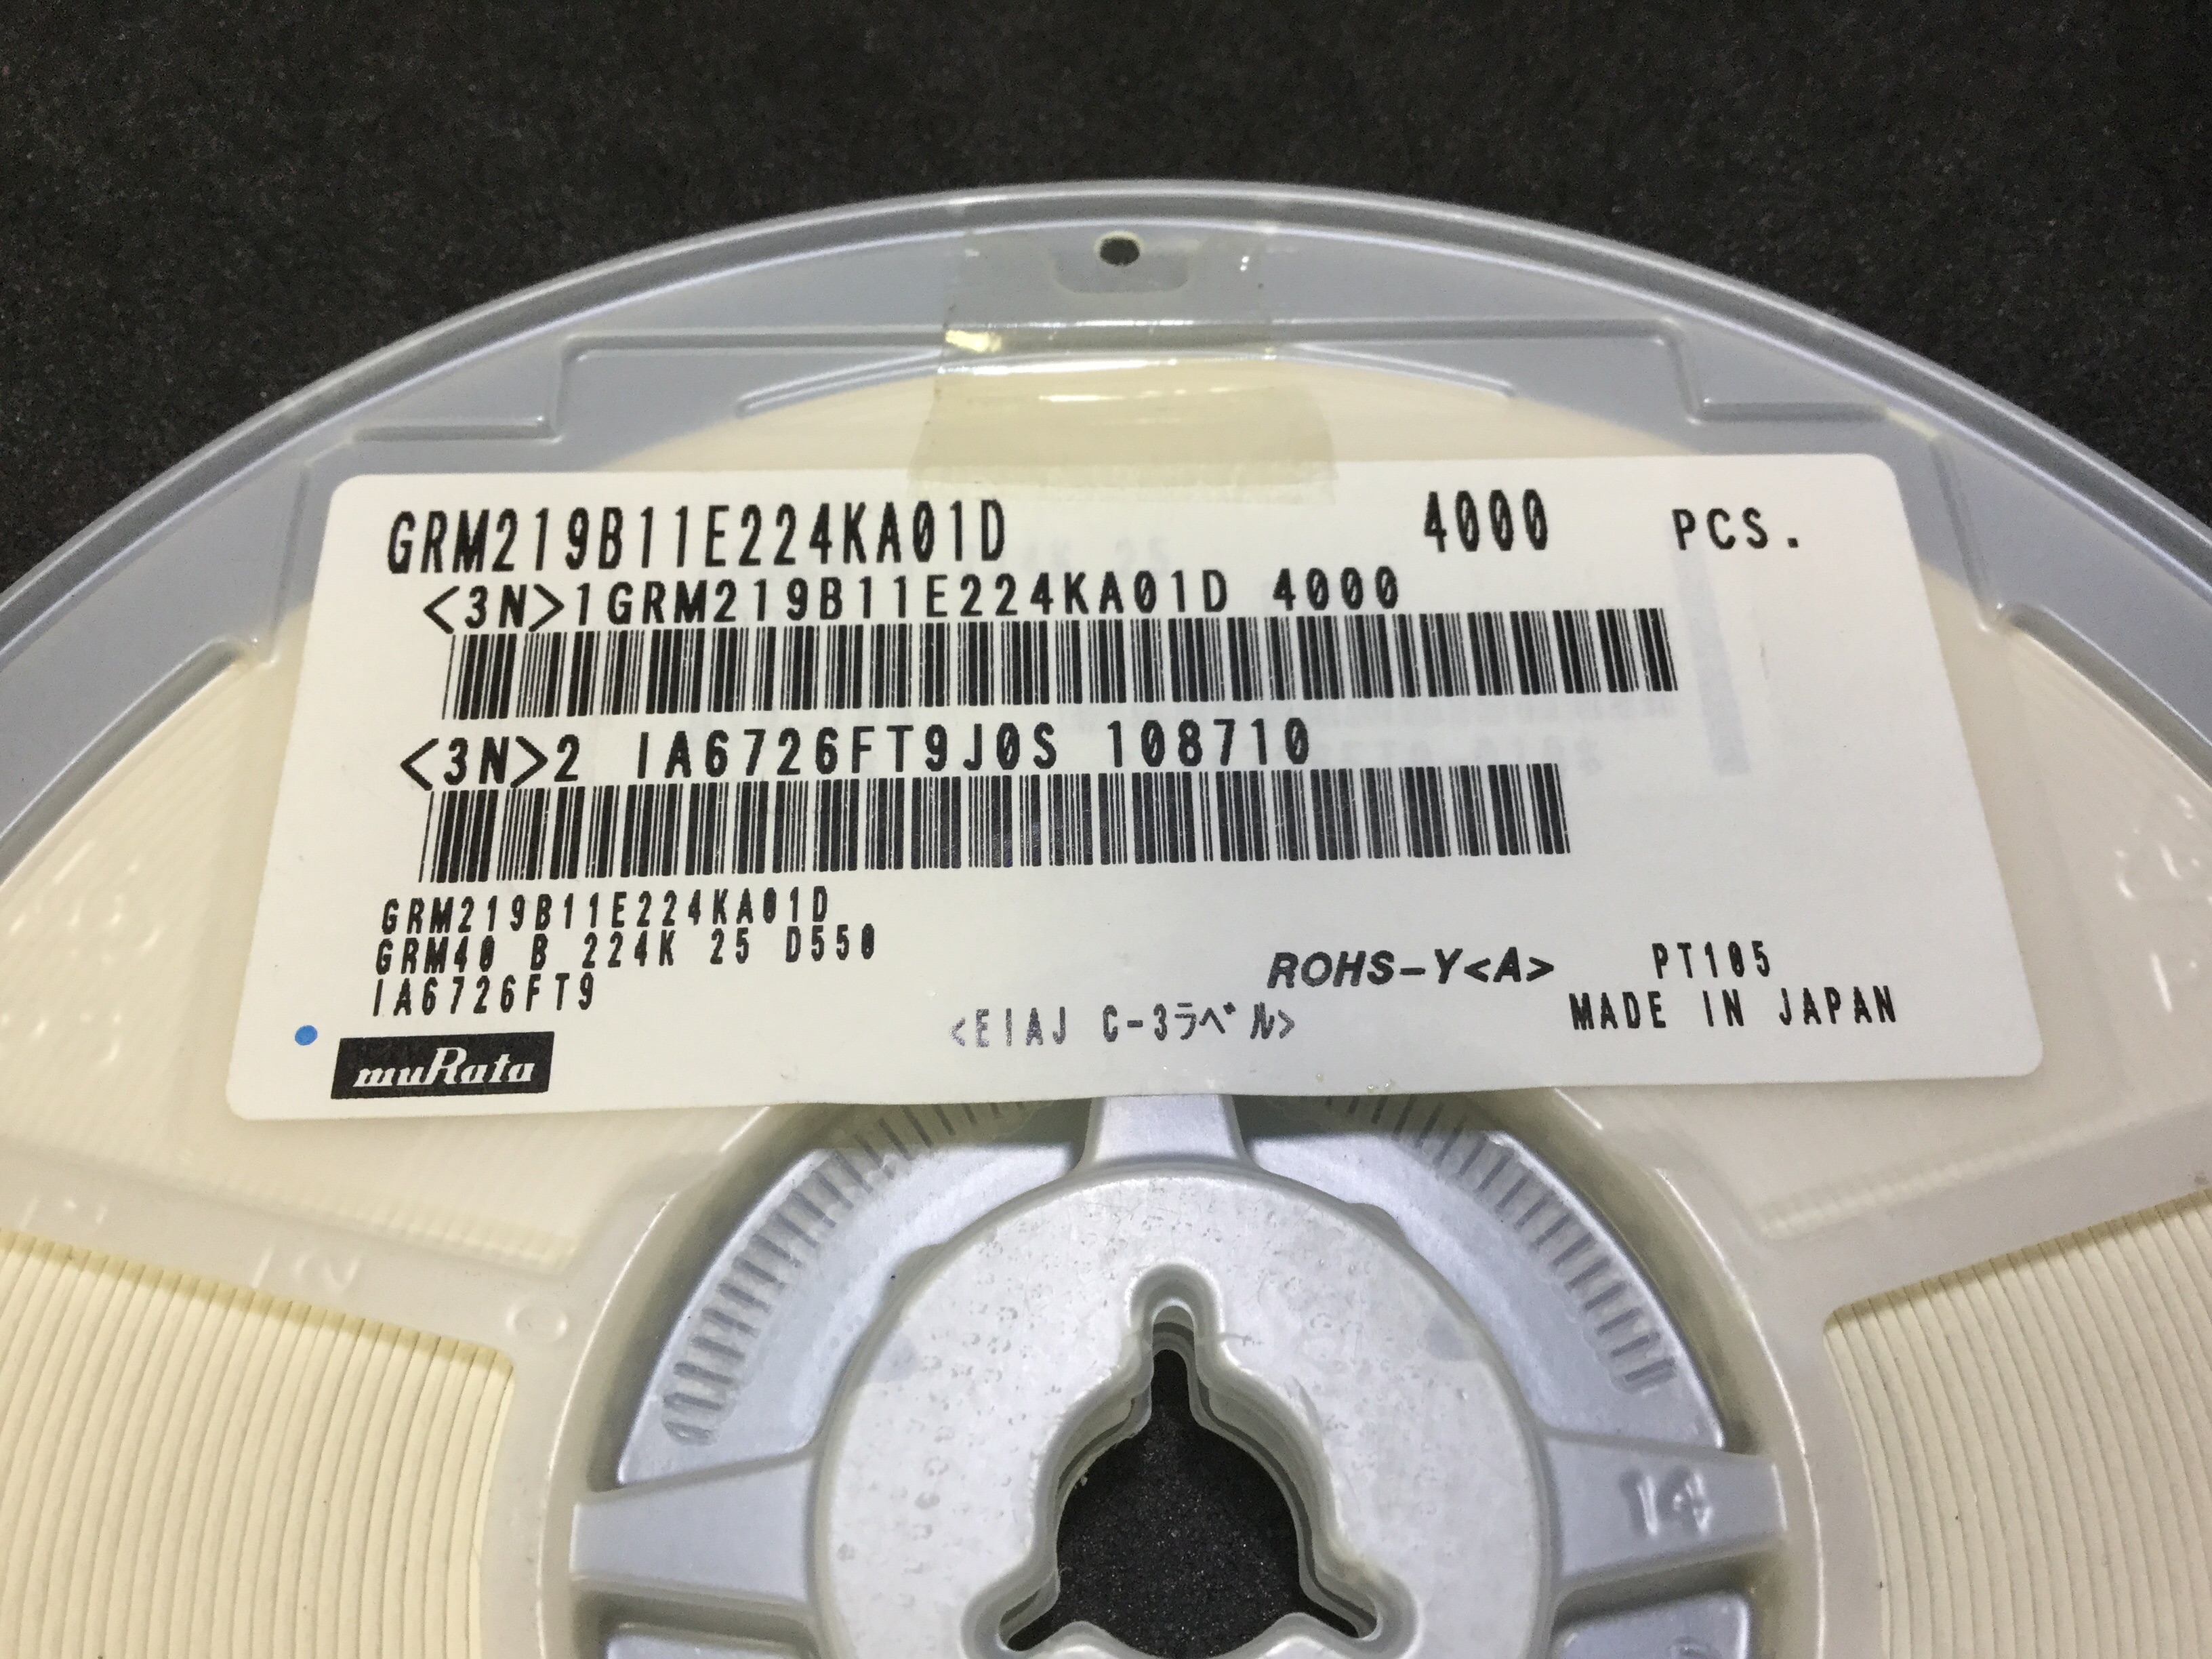 GRM219B11E224KA01D 4000 PCS.
<3N>1GRM219B11E224KA01D 4000
<3N>2 IA6726FT9J0S 108710
GRM219B11E224KA01D
GRM40 B 224K 25 D550
IA6726FT9
ROHS-Y<A> PT105
<EIAJ C-3ラベル> MADE IN JAPAN
muRata
14